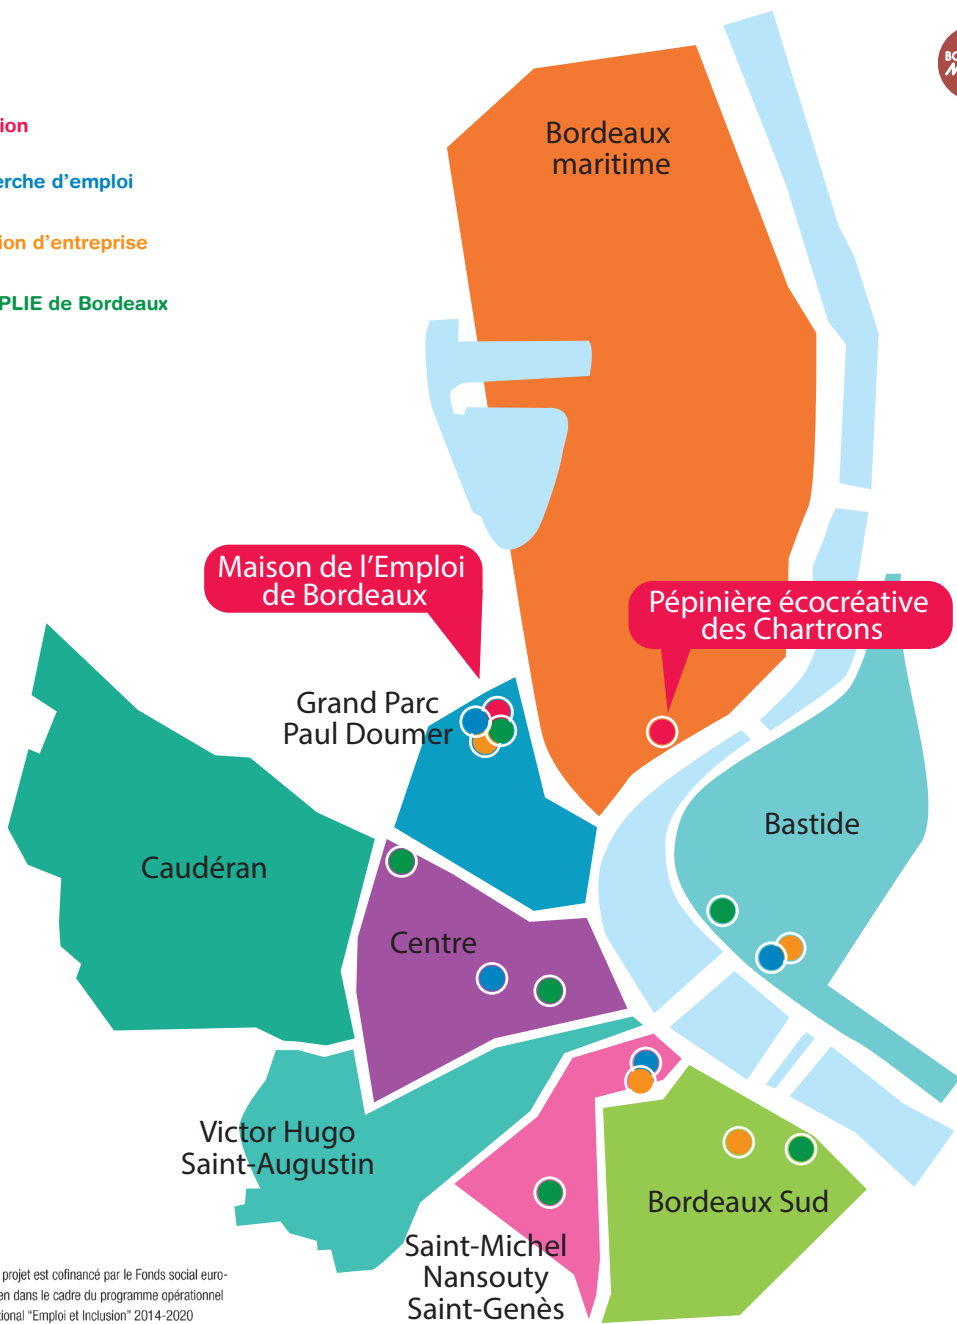 ion
erche d'emploi
ion d'entreprise
PLIE de Bordeaux
BO
M
Bordeaux
maritime
Maison de l'Emploi
de Bordeaux
Pépinière écocréative
des Chartrons
Grand Parc
Paul Doumer
Bastide
Caudéran
Centre
Victor Hugo
Saint-Augustin
Bordeaux Sud
Saint-Michel
Nansouty
Saint-Genès
projet est cofinancé par le Fonds social euro-
en dans le cadre du programme opérationnel
tional "Emploi et Inclusion" 2014-2020